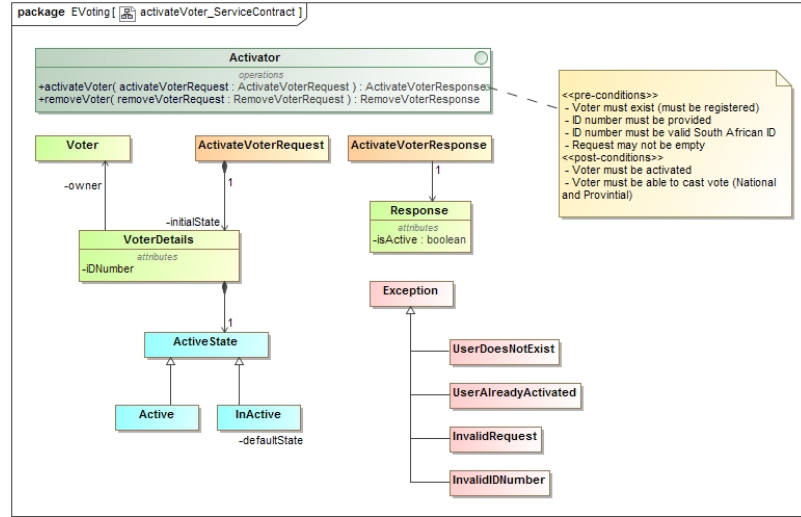 package EVoting [ activateVoter_ServiceContract ]
Activator
operations
+activateVoter( activateVoterRequest : ActivateVoterRequest ) : ActivateVoterResponse
+removeVoter( removeVoterRequest : RemoveVoterRequest ) : RemoveVoterResponse
<<pre-conditions>>
- Voter must exist (must be registered)
- ID number must be provided
- ID number must be valid South African ID
- Request may not be empty
<<post-conditions>>
- Voter must be activated
- Voter must be able to cast vote (National
and Provintial)
Voter
ActivateVoterRequest
ActivateVoterResponse
-owner
1
1
-initialState
VoterDetails
attributes
-iDNumber
Response
attributes
-isActive : boolean
1
ActiveState
Active
InActive
-defaultState
Exception
UserDoesNotExist
UserAlreadyActivated
InvalidRequest
InvalidIDNumber